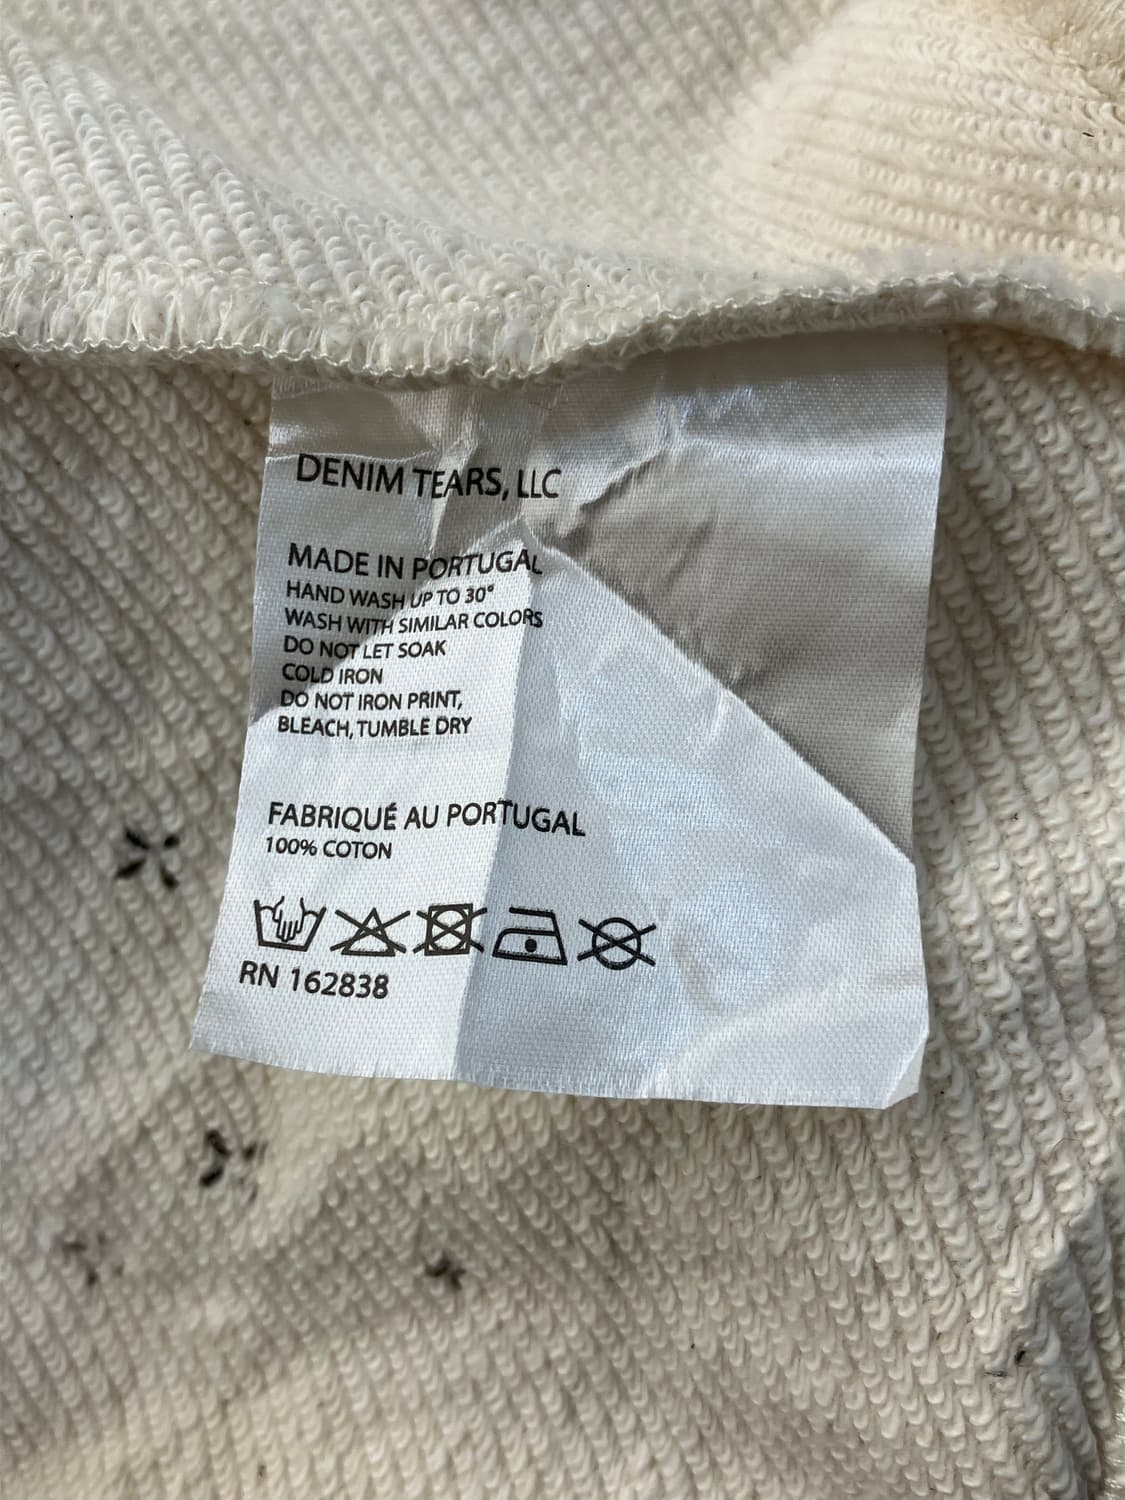 DENIM TEARS, LLC
MADE IN PORTUGAL
HAND WASH UP TO 30°
WASH WITH SIMILAR COLORS
DO NOT LET SOAK
COLD IRON
DO NOT IRON PRINT,
BLEACH, TUMBLE DRY
FABRIQUÉ AU PORTUGAL
100% COTON
RN 162838